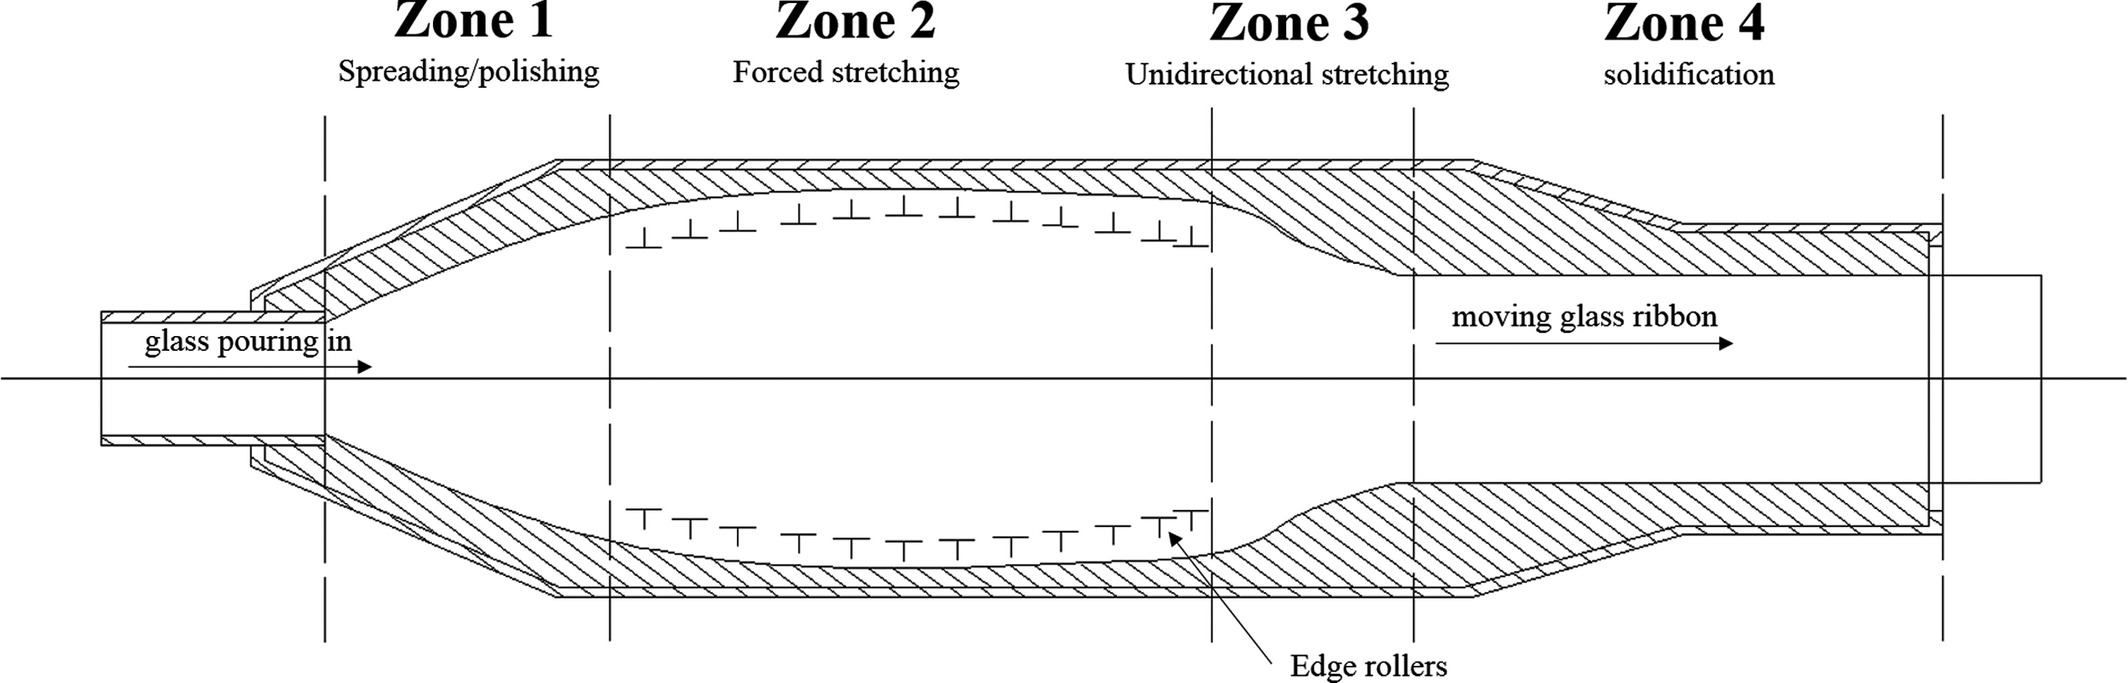 Zone 1
Spreading/polishing
Zone 2
Forced stretching
Zone 3
Unidirectional stretching
Zone 4
solidification
glass pouring in
moving glass ribbon
Edge rollers